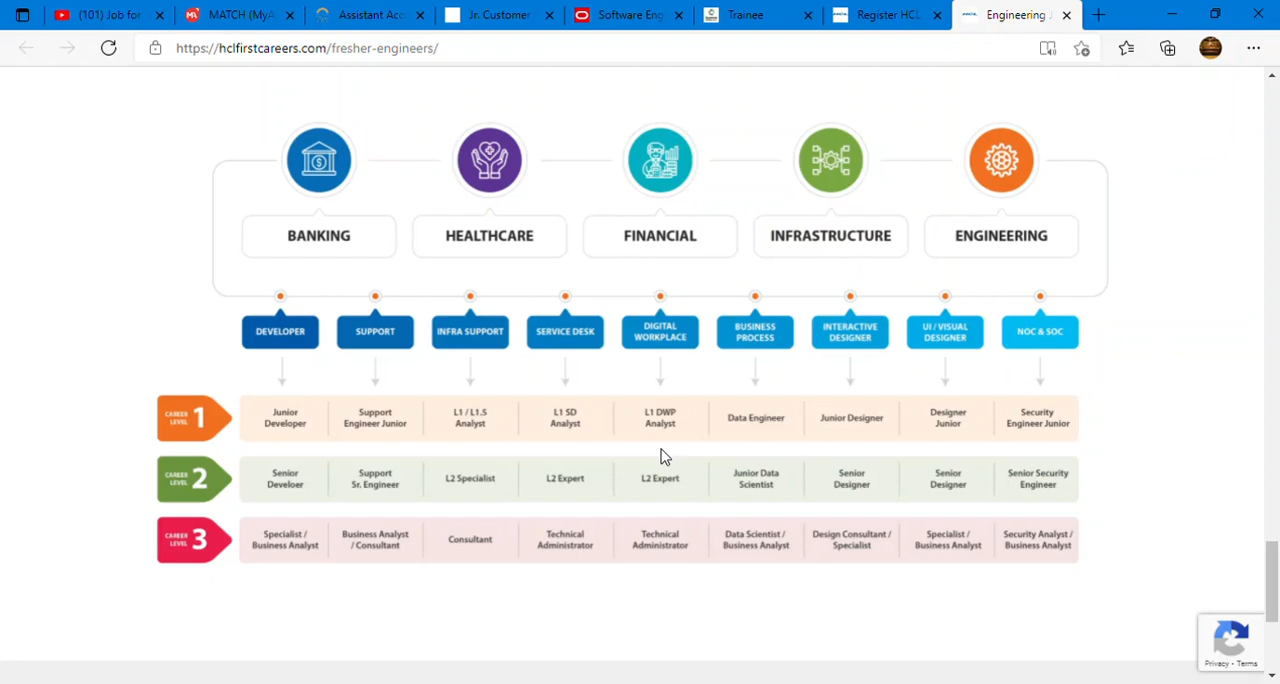 (101) Job for
MATCH (MyA
Assistant Acc
Jr. Customer
Software Eng
Trainee
Register HCL
Engineering J
https://hclfirstcareers.com/fresher-engineers/
BANKING
HEALTHCARE
FINANCIAL
INFRASTRUCTURE
ENGINEERING
DEVELOPER
SUPPORT
INFRA SUPPORT
SERVICE DESK
DIGITAL
WORKPLACE
BUSINESS
PROCESS
INTERACTIVE
DESIGNER
UI / VISUAL
DESIGNER
NOC & SOC
CAREER
LEVEL 1
Junior
Developer
Support
Engineer Junior
L1 / L1.5
Analyst
L1 SD
Analyst
L1 DWP
Analyst
Data Engineer
Junior Designer
Designer
Junior
Security
Engineer Junior
CAREER
LEVEL 2
Senior
Develoer
Support
Sr. Engineer
L2 Specialist
L2 Expert
L2 Expert
Junior Data
Scientist
Senior
Designer
Senior
Designer
Senior Security
Engineer
CAREER
LEVEL 3
Specialist /
Business Analyst
Business Analyst
/ Consultant
Consultant
Technical
Administrator
Technical
Administrator
Data Scientist /
Business Analyst
Design Consultant /
Specialist
Specialist /
Business Analyst
Security Analyst /
Business Analyst
Privacy - Terms